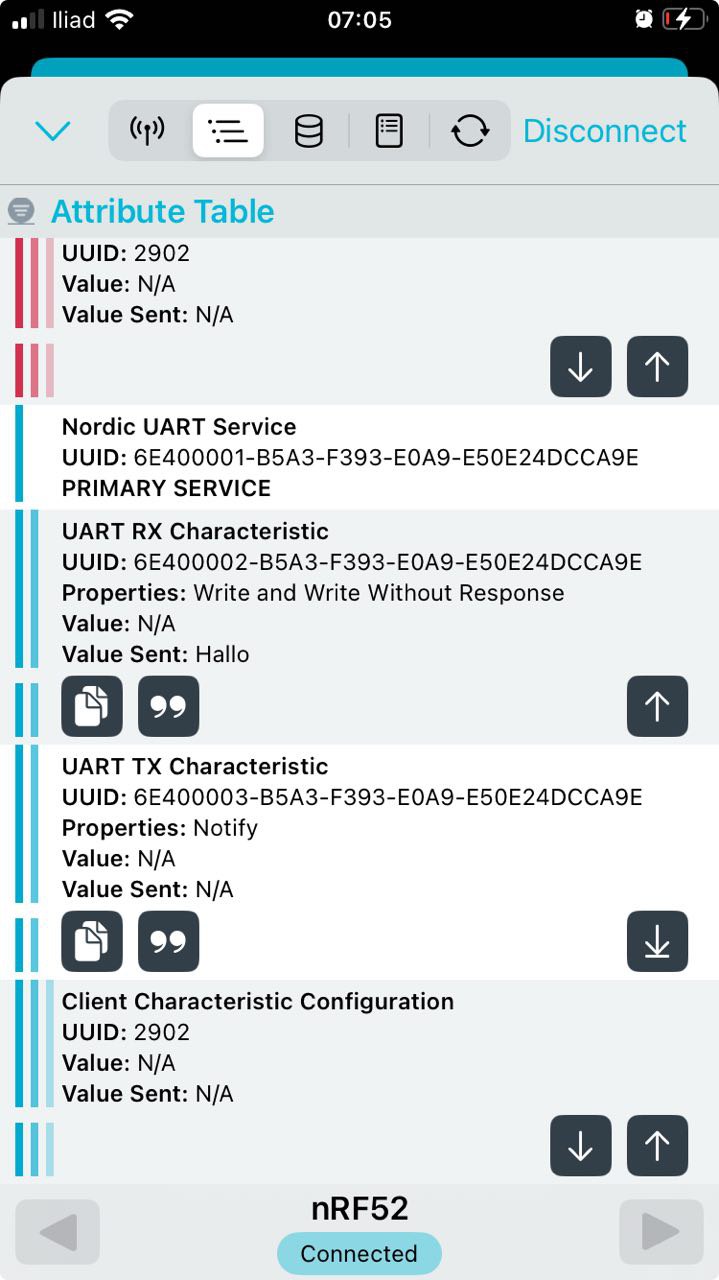 Iliad
07:05
Disconnect
Attribute Table
UUID: 2902
Value: N/A
Value Sent: N/A
Nordic UART Service
UUID: 6E400001-B5A3-F393-E0A9-E50E24DCCA9E
PRIMARY SERVICE
UART RX Characteristic
UUID: 6E400002-B5A3-F393-E0A9-E50E24DCCA9E
Properties: Write and Write Without Response
Value: N/A
Value Sent: Hallo
UART TX Characteristic
UUID: 6E400003-B5A3-F393-E0A9-E50E24DCCA9E
Properties: Notify
Value: N/A
Value Sent: N/A
Client Characteristic Configuration
UUID: 2902
Value: N/A
Value Sent: N/A
nRF52
Connected